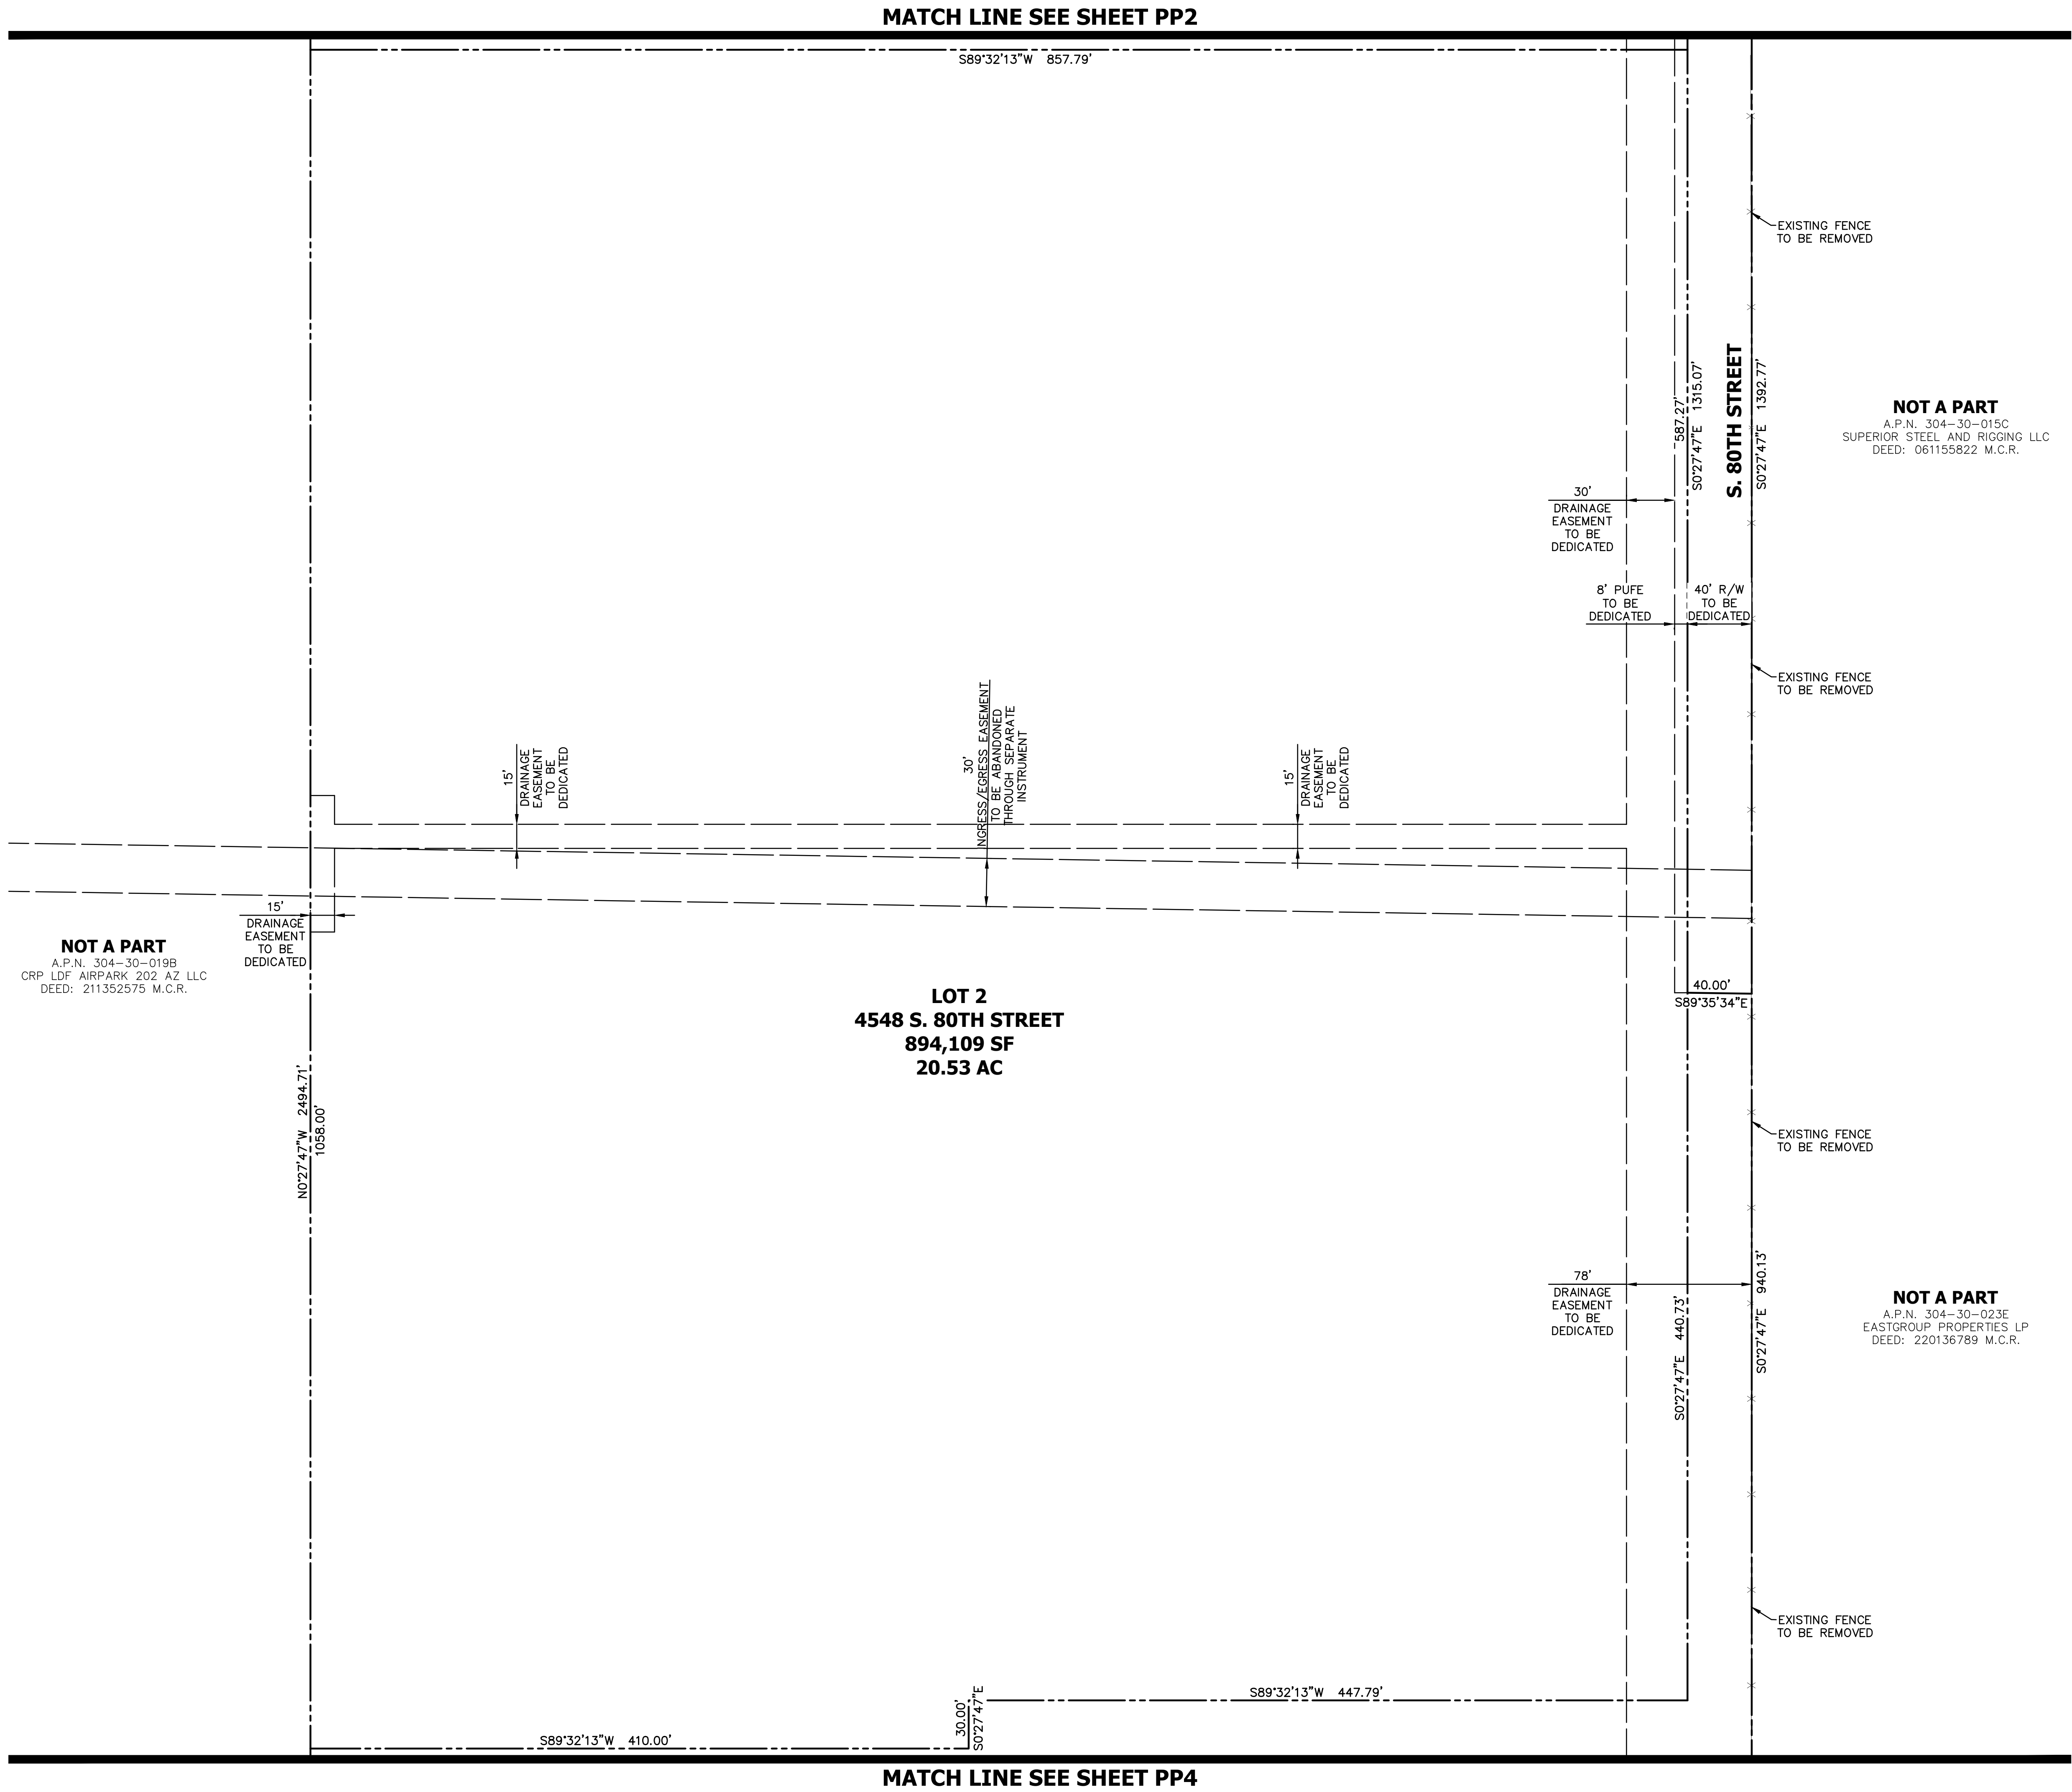 MATCH LINE SEE SHEET PP2
S89°32'13"W 857.79'
EXISTING FENCE
TO BE REMOVED
587.27'
S0°27'47"E 1315.07'
S. 80TH STREET
S0°27'47"E 1392.77'
NOT A PART
A.P.N. 304-30-015C
SUPERIOR STEEL AND RIGGING LLC
DEED: 061155822 M.C.R.
30'
DRAINAGE
EASEMENT
TO BE
DEDICATED
8' PUFE
TO BE
DEDICATED
40' R/W
TO BE
DEDICATED
EXISTING FENCE
TO BE REMOVED
15'
DRAINAGE
EASEMENT
TO BE
DEDICATED
30'
NGRESS/EGRESS EASEMENT
TO BE ABANDONED
THROUGH SEPARATE
INSTRUMENT
15'
DRAINAGE
EASEMENT
TO BE
DEDICATED
15'
DRAINAGE
EASEMENT
TO BE
DEDICATED
NOT A PART
A.P.N. 304-30-019B
CRP LDF AIRPARK 202 AZ LLC
DEED: 211352575 M.C.R.
LOT 2
4548 S. 80TH STREET
894,109 SF
20.53 AC
40.00'
S89°35'34"E
N0°27'47"W 2494.71'
1058.00'
EXISTING FENCE
TO BE REMOVED
78'
DRAINAGE
EASEMENT
TO BE
DEDICATED
S0°27'47"E 440.73'
S0°27'47"E 940.13'
NOT A PART
A.P.N. 304-30-023E
EASTGROUP PROPERTIES LP
DEED: 220136789 M.C.R.
EXISTING FENCE
TO BE REMOVED
S89°32'13"W 447.79'
30.00'
S0°27'47"E
S89°32'13"W 410.00'
MATCH LINE SEE SHEET PP4